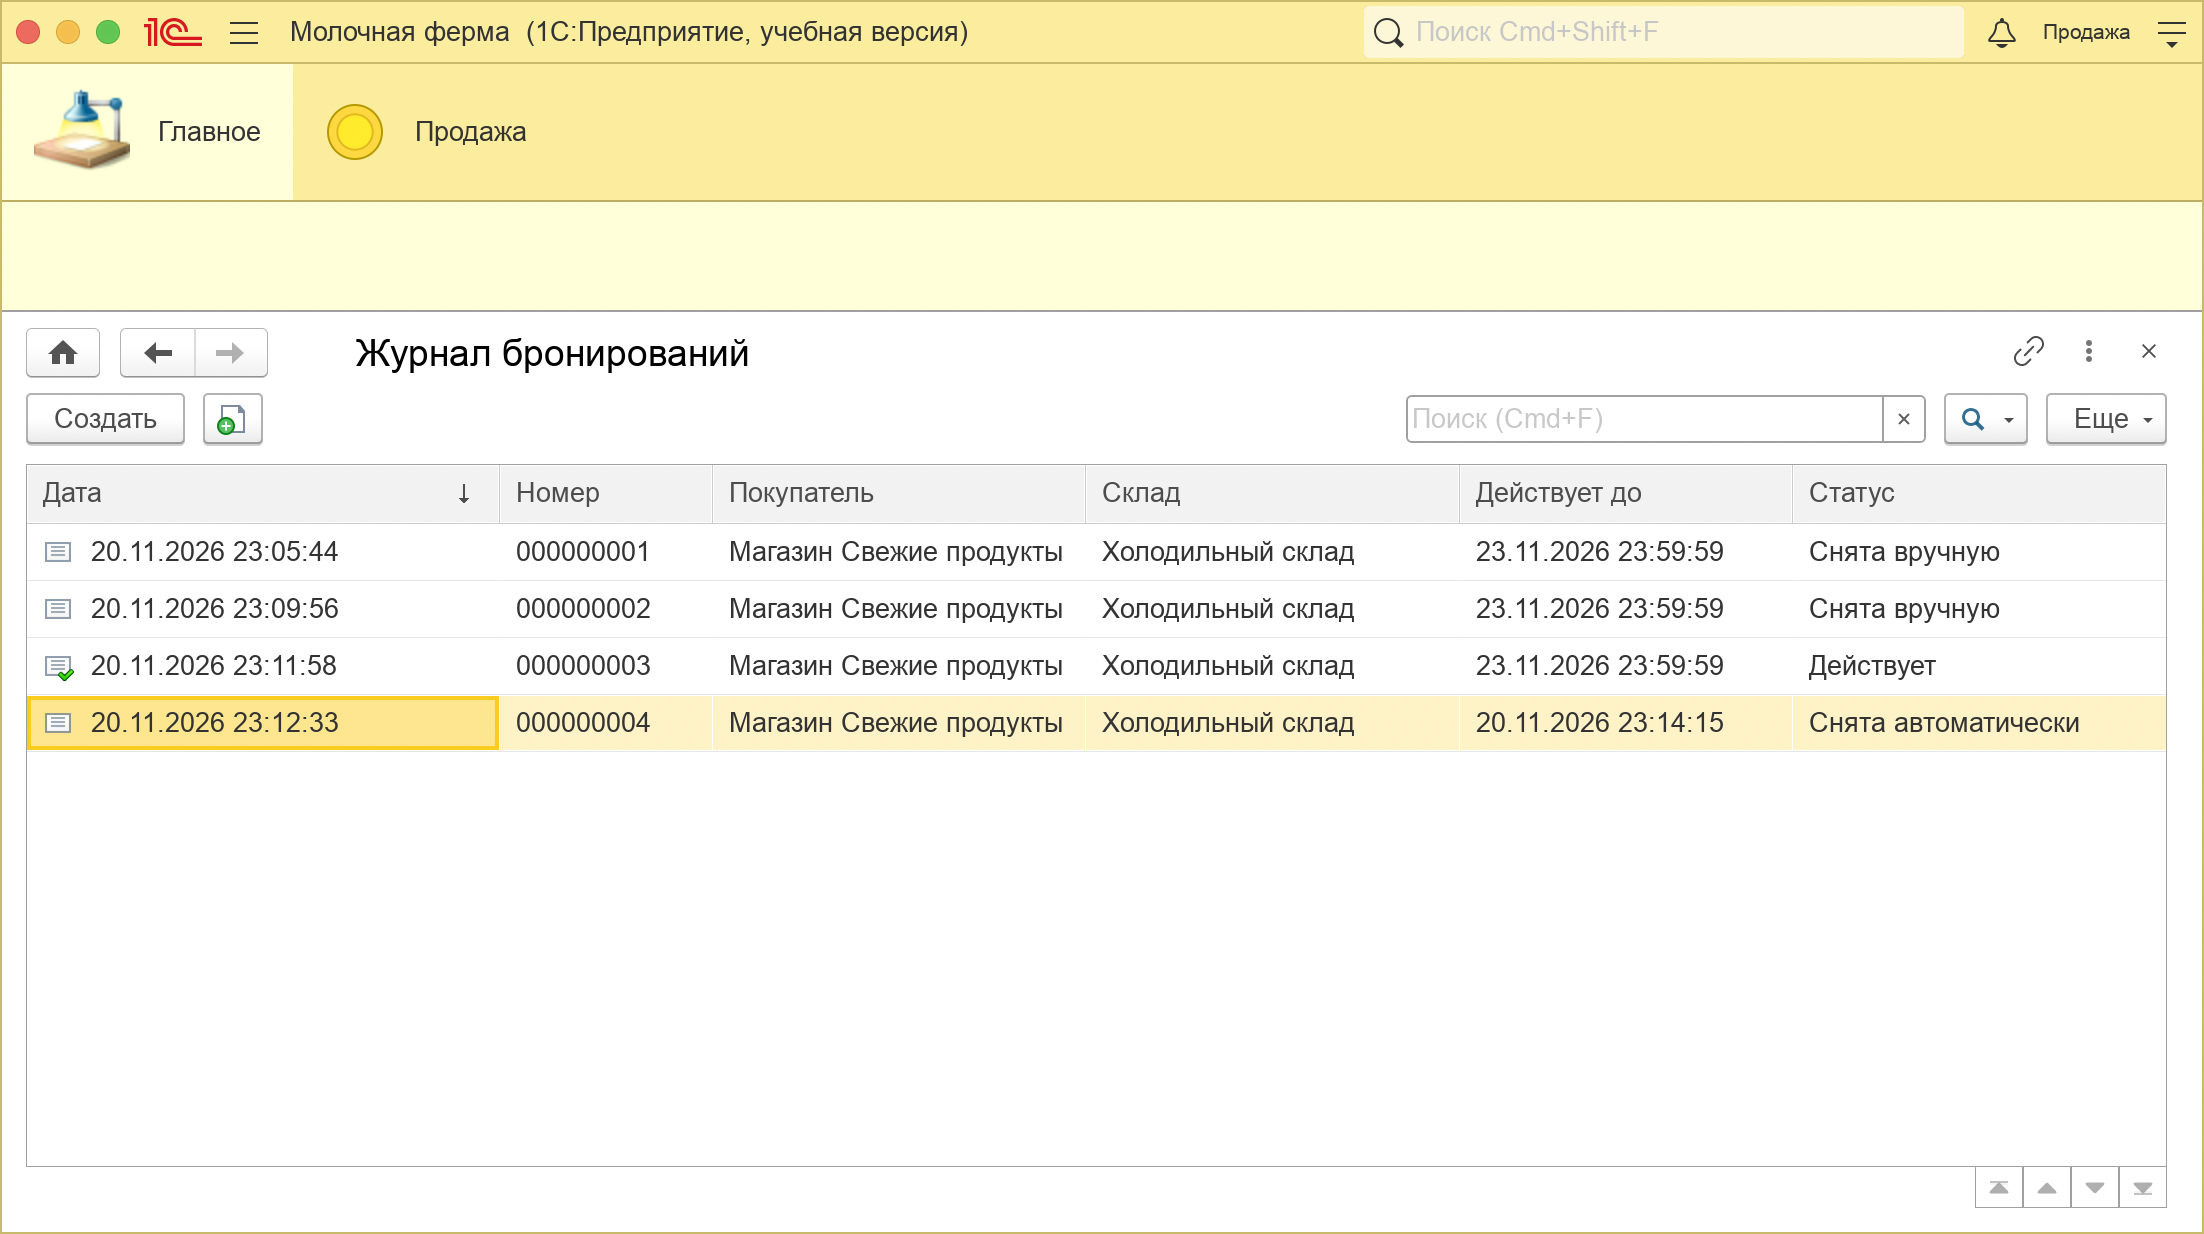 1С Молочная ферма (1С:Предприятие, учебная версия) Поиск Cmd+Shift+F Продажа
Главное Продажа
Журнал бронирований
Создать Поиск (Cmd+F) × Еще
Дата ↓ Номер Покупатель Склад Действует до Статус
20.11.2026 23:05:44 000000001 Магазин Свежие продукты Холодильный склад 23.11.2026 23:59:59 Снята вручную
20.11.2026 23:09:56 000000002 Магазин Свежие продукты Холодильный склад 23.11.2026 23:59:59 Снята вручную
20.11.2026 23:11:58 000000003 Магазин Свежие продукты Холодильный склад 23.11.2026 23:59:59 Действует
20.11.2026 23:12:33 000000004 Магазин Свежие продукты Холодильный склад 20.11.2026 23:14:15 Снята автоматически